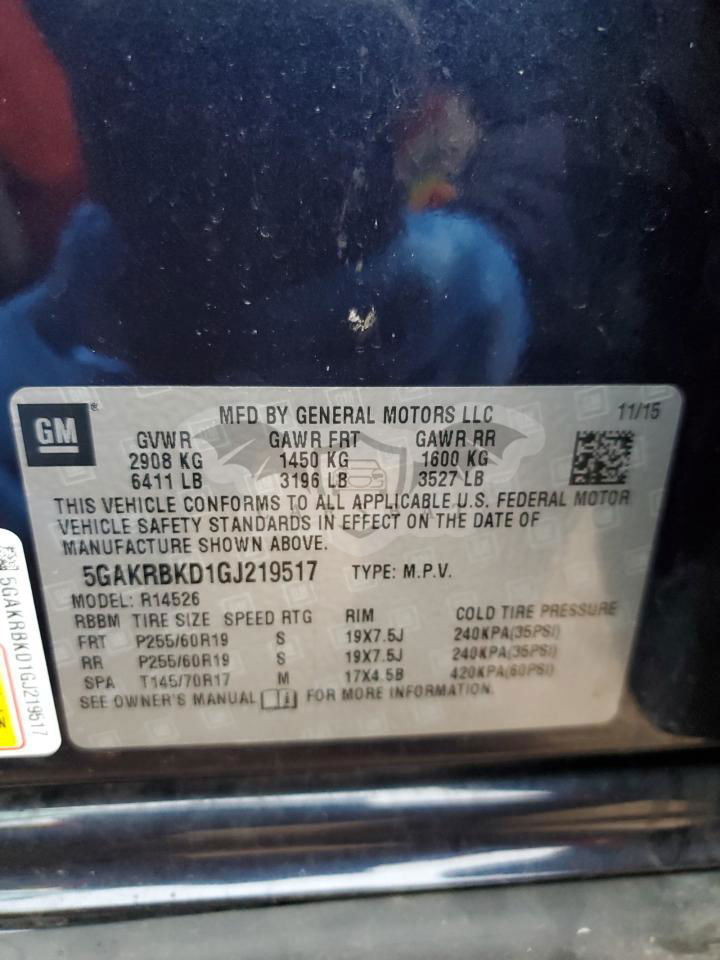 GM
MFD BY GENERAL MOTORS LLC 11/15
GVWR GAWR FRT GAWR RR
2908 KG 1450 KG 1600 KG
6411 LB 3196 LB 3527 LB
THIS VEHICLE CONFORMS TO ALL APPLICABLE U.S. FEDERAL MOTOR
VEHICLE SAFETY STANDARDS IN EFFECT ON THE DATE OF
MANUFACTURE SHOWN ABOVE.
5GAKRBKD1GJ219517 TYPE: M.P.V.
MODEL: R14526
RBBM TIRE SIZE SPEED RTG RIM COLD TIRE PRESSURE
FRT P255/60R19 S 19X7.5J 240KPA(35PSI)
RR P255/60R19 S 19X7.5J 240KPA(35PSI)
SPA T145/70R17 M 17X4.5B 420KPA(60PSI)
SEE OWNER'S MANUAL FOR MORE INFORMATION.
5GAKRBKD1GJ219517